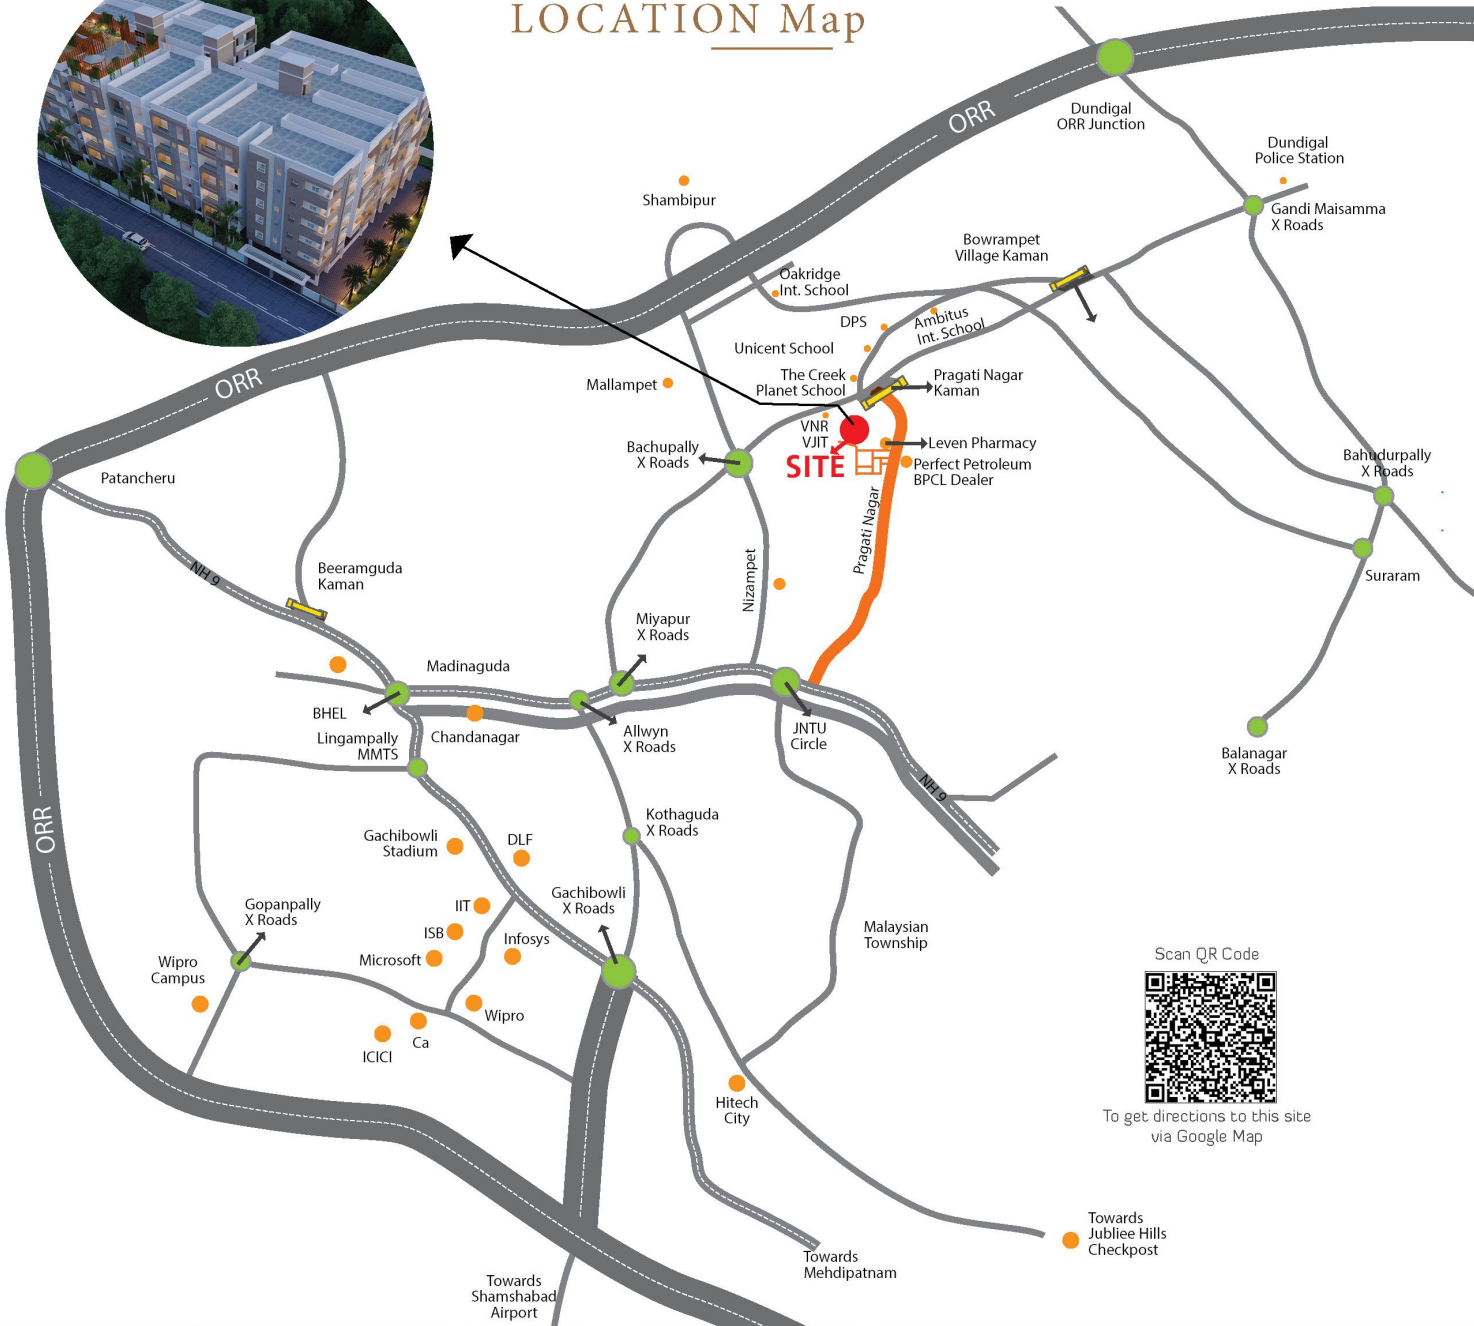 LOCATION Map
ORR
Dundigal
ORR Junction
Dundigal
Police Station
Shambipur
Gandi Maisamma
X Roads
Bowrampet
Village Kaman
Oakridge
Int. School
DPS
Ambitus
Int. School
Unicent School
The Creek
Planet School
Pragati Nagar
Kaman
Mallampet
ORR
VNR
VJIT
SITE
Leven Pharmacy
Perfect Petroleum
BPCL Dealer
Bachupally
X Roads
Bahudurpally
X Roads
Patancheru
Pragati Nagar
Nizampet
NH 9
Beeramguda
Kaman
Suraram
Miyapur
X Roads
Madinaguda
BHEL
Lingampally
MMTS
Chandanagar
Allwyn
X Roads
JNTU
Circle
Balanagar
X Roads
NH 9
ORR
Kothaguda
X Roads
Gachibowli
Stadium
DLF
Gachibowli
X Roads
IIT
ISB
Infosys
Microsoft
Gopanpally
X Roads
Malaysian
Township
Wipro
Campus
Wipro
Ca
ICICI
Scan QR Code
To get directions to this site
via Google Map
Hitech
City
Towards
Jubliee Hills
Checkpost
Towards
Mehdipatnam
Towards
Shamshabad
Airport